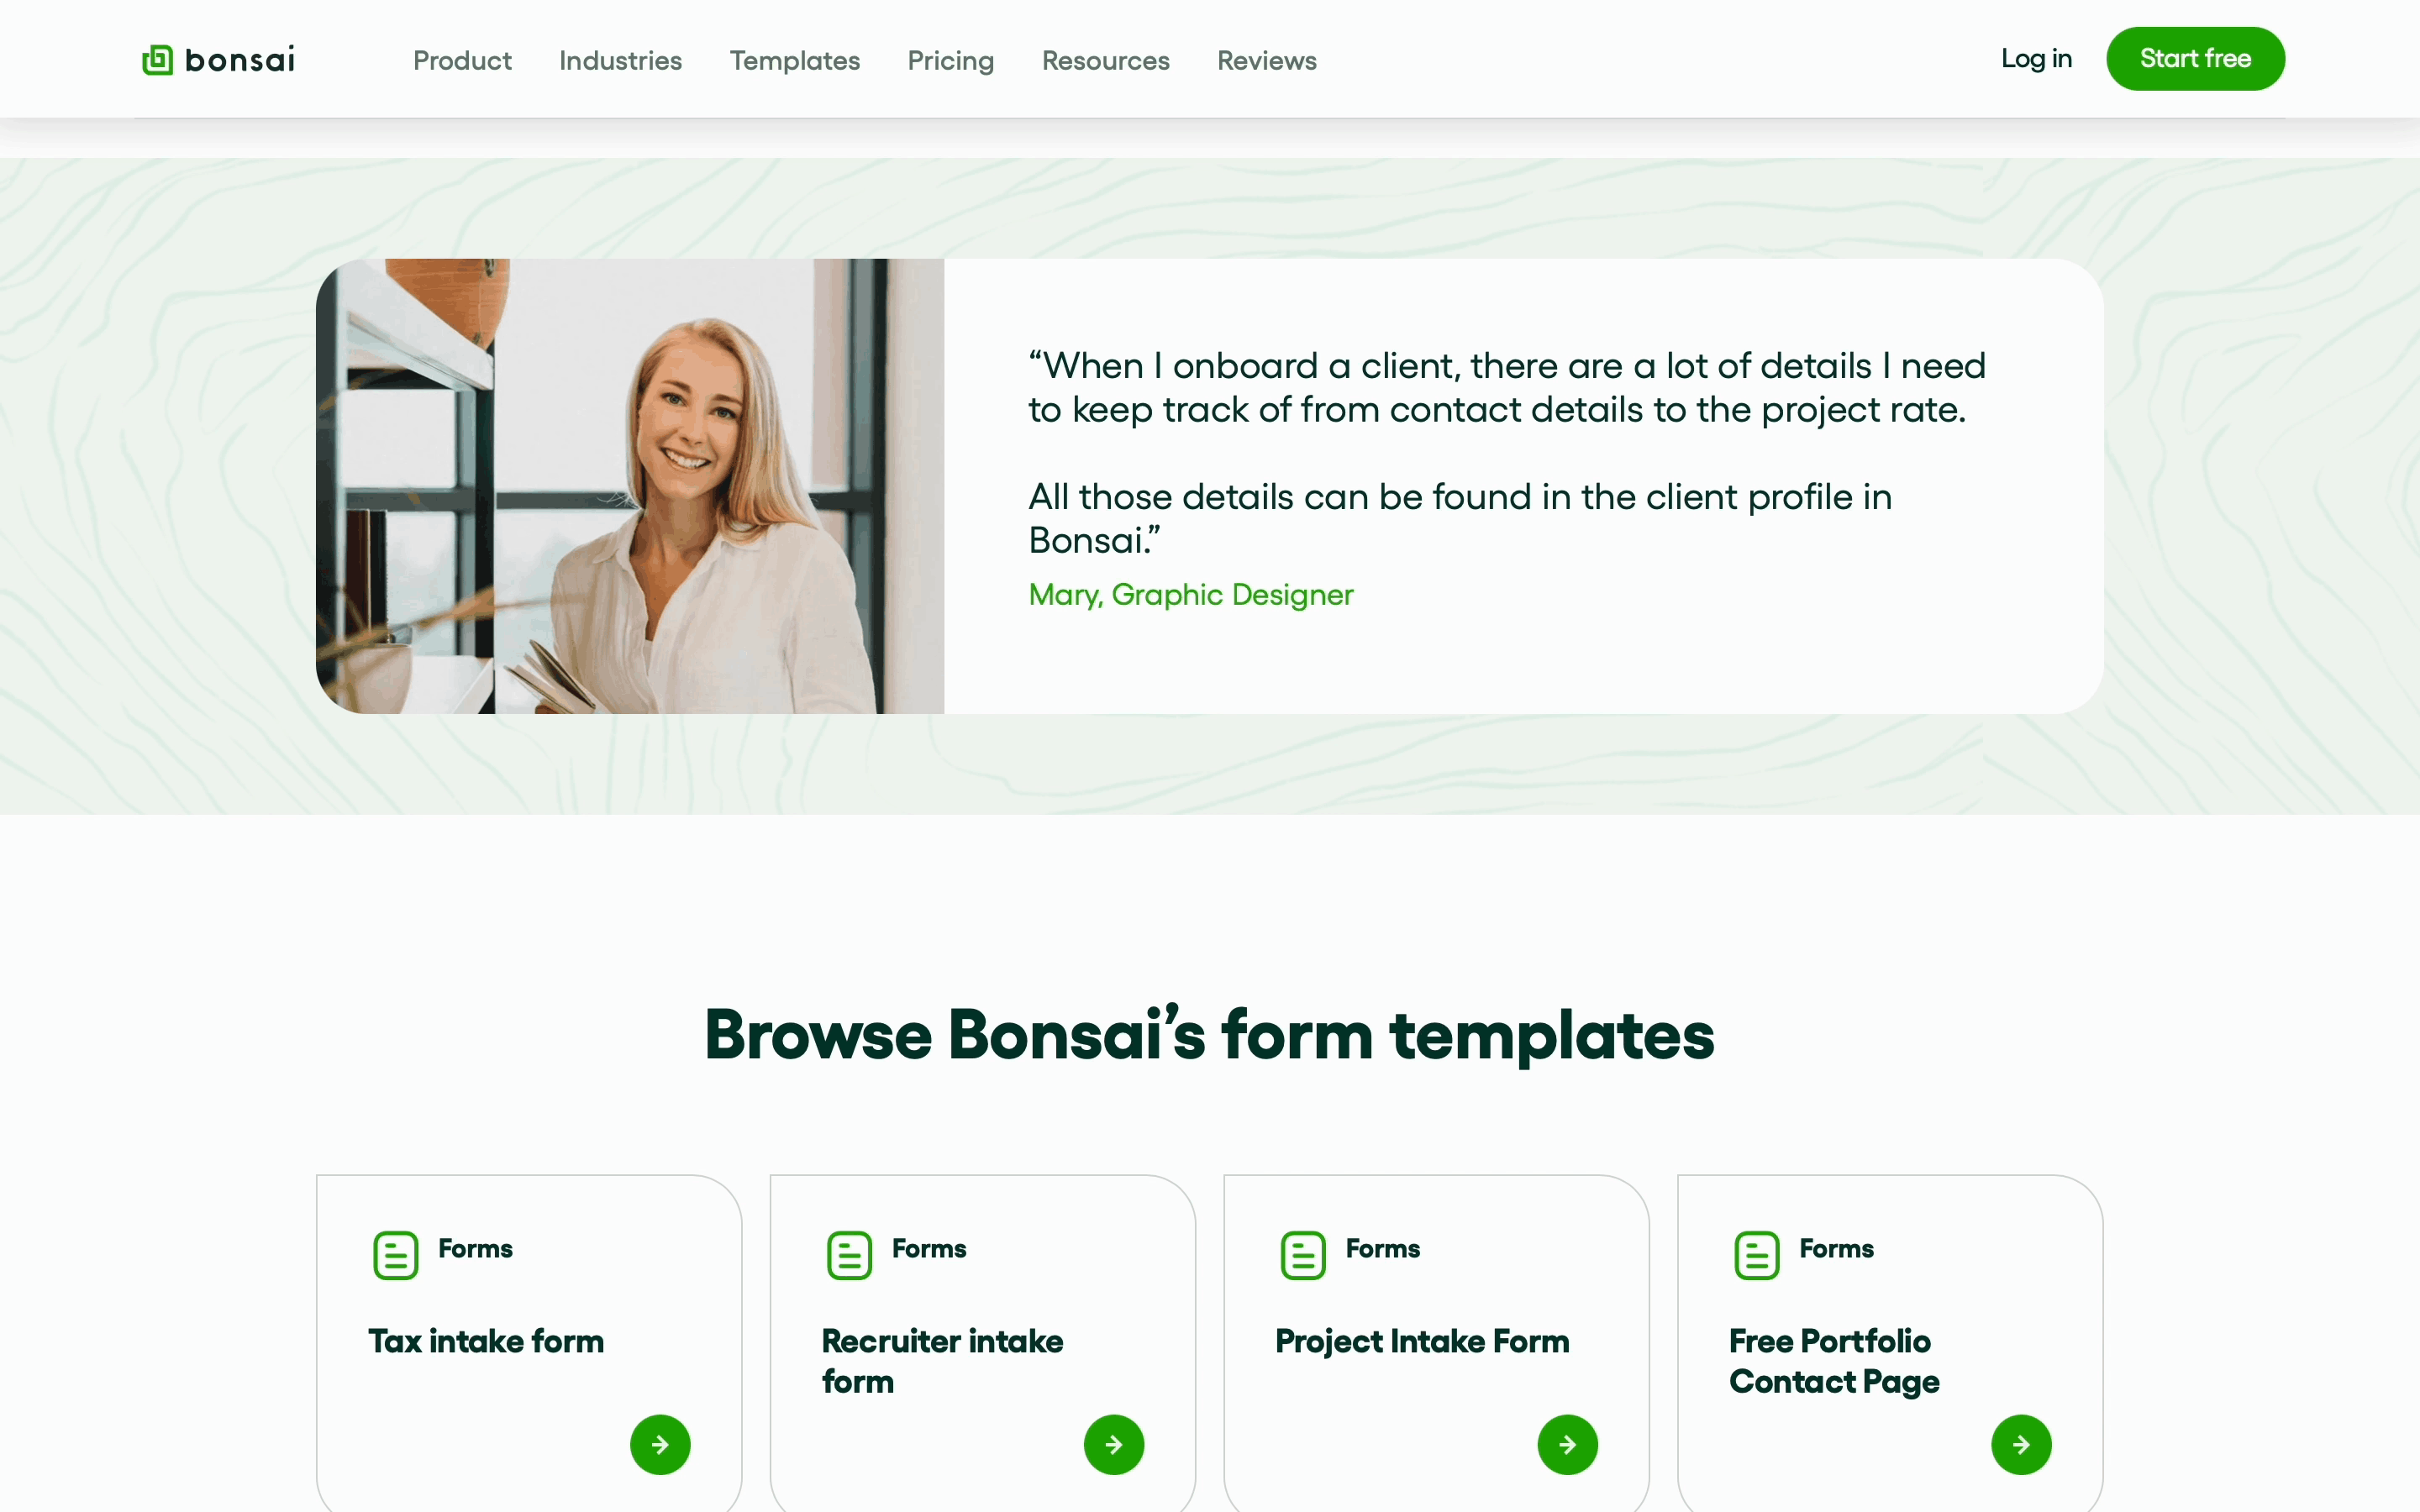 bonsai
Product
Industries
Templates
Pricing
Resources
Reviews
Log in
Start free
“When I onboard a client, there are a lot of details I need
to keep track of from contact details to the project rate.
All those details can be found in the client profile in
Bonsai.”
Mary, Graphic Designer
Browse Bonsai’s form templates
Forms
Tax intake form
Forms
Recruiter intake
form
Forms
Project Intake Form
Forms
Free Portfolio
Contact Page